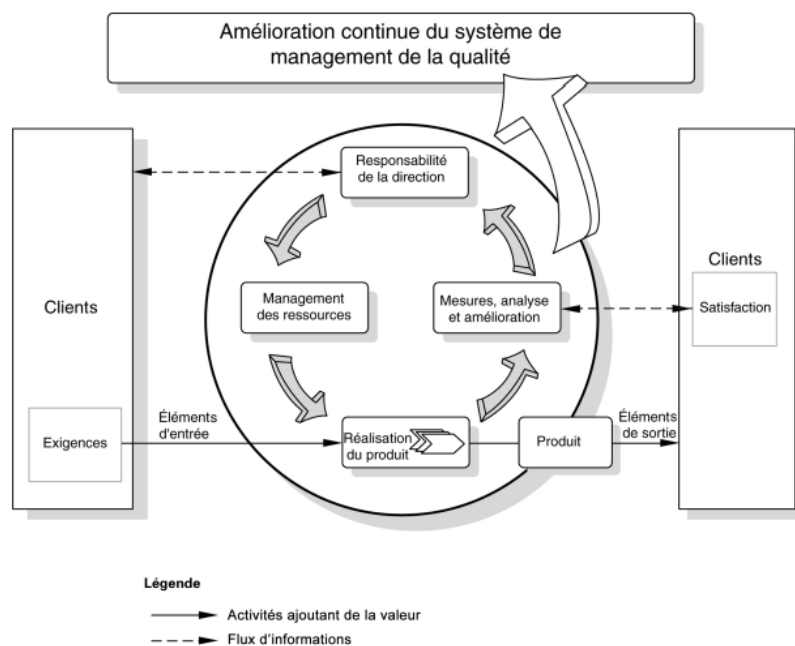 Amélioration continue du système de
management de la qualité
Responsabilité
de la direction
Clients
Management
des ressources
Mesures, analyse
et amélioration
Clients
Satisfaction
Exigences
Éléments
d'entrée
Réalisation
du produit
Produit
Éléments
de sortie
Légende
Activités ajoutant de la valeur
Flux d'informations